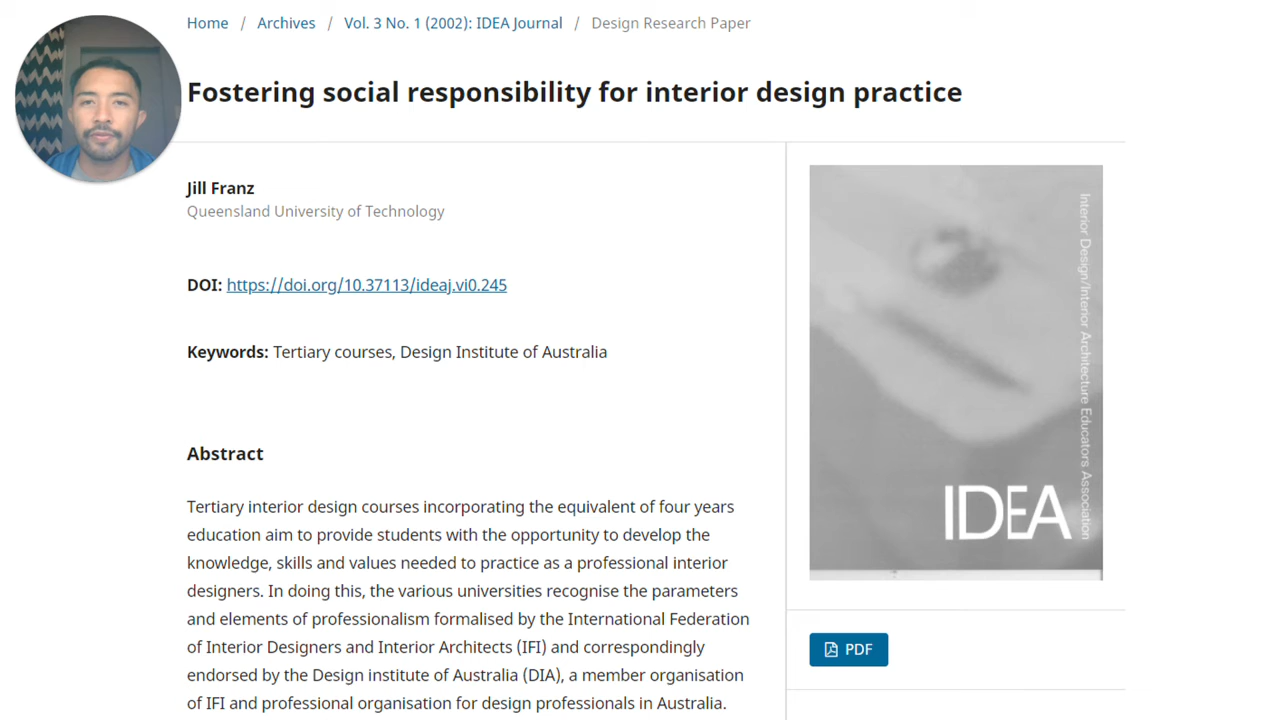 Home / Archives / Vol. 3 No. 1 (2002): IDEA Journal / Design Research Paper
Fostering social responsibility for interior design practice
Jill Franz
Queensland University of Technology
DOI: https://doi.org/10.37113/ideaj.vi0.245
Keywords: Tertiary courses, Design Institute of Australia
Abstract
Tertiary interior design courses incorporating the equivalent of four years
education aim to provide students with the opportunity to develop the
knowledge, skills and values needed to practice as a professional interior
designers. In doing this, the various universities recognise the parameters
and elements of professionalism formalised by the International Federation
of Interior Designers and Interior Architects (IFI) and correspondingly
endorsed by the Design institute of Australia (DIA), a member organisation
of IFI and professional organisation for design professionals in Australia.
Interior Design/Interior Architecture Educators Association
IDEA
PDF